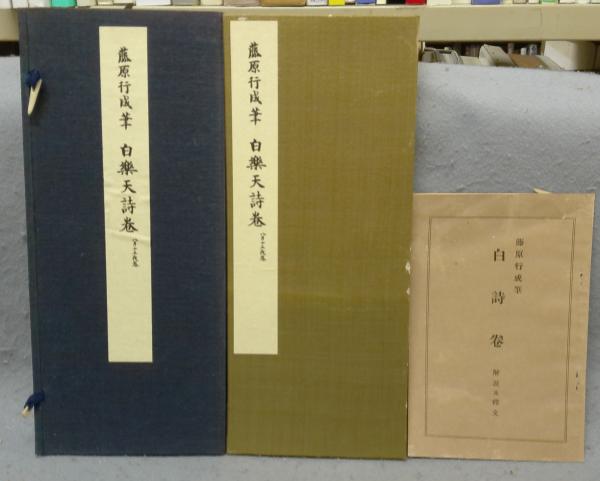 藤原行成筆 白樂天詩卷
藤原行成筆 白樂天詩卷
藤原行成筆
白詩卷
解説及釋文